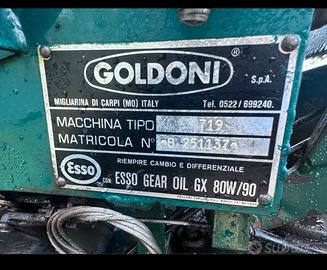 GOLDONI®
S.p.A.
MIGLIARINA DI CARPI (MO) ITALY Tel. 0522/699240.
MACCHINA TIPO 719
MATRICOLA N°
RIEMPIRE CAMBIO E DIFFERENZIALE
Esso CON: ESSO GEAR OIL GX 80W/90